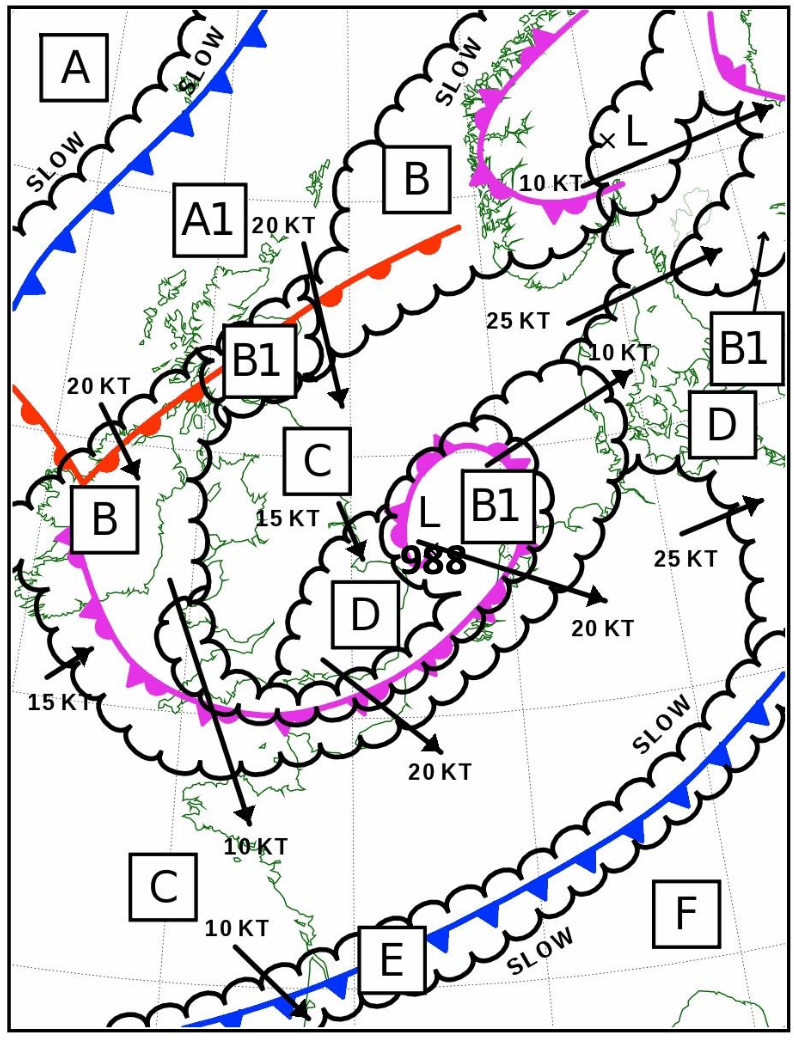 SLOW
SLOW
A
SLOW
× L
B
10 KT
A1
20 KT
25 KT
B1
10 KT
B1
20 KT
D
C
B
15 KT
L
B1
988
25 KT
D
20 KT
15 KT
SLOW
20 KT
10 KT
C
F
10 KT
E
SLOW